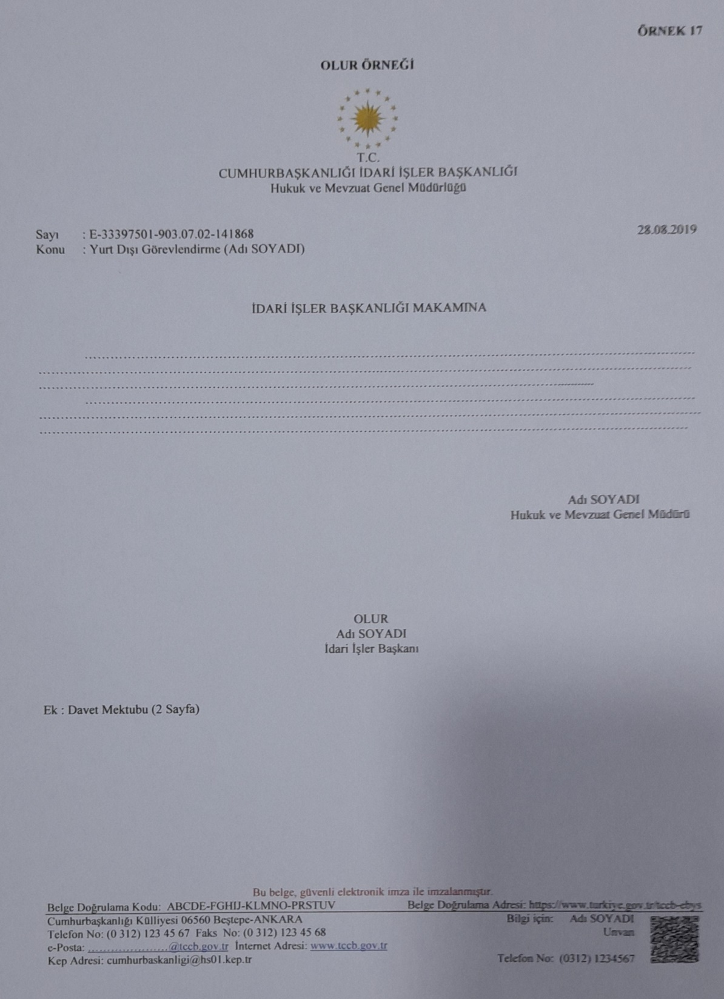 ÖRNEK 17
OLUR ÖRNEĞİ
T.C.
CUMHURBAŞKANLIĞI İDARİ İŞLER BAŞKANLIĞI
Hukuk ve Mevzuat Genel Müdürlüğü
Sayı : E-33397501-903.07.02-141868 28.08.2019
Konu : Yurt Dışı Görevlendirme (Adı SOYADI)
İDARİ İŞLER BAŞKANLIĞI MAKAMINA
Adı SOYADI
Hukuk ve Mevzuat Genel Müdürü
OLUR
Adı SOYADI
İdari İşler Başkanı
Ek : Davet Mektubu (2 Sayfa)
Bu belge, güvenli elektronik imza ile imzalanmıştır.
Belge Doğrulama Kodu: ABCDE-FGHIJ-KLMNO-PRSTUV Belge Doğrulama Adresi: https://www.turkiye.gov.tr/tccb-ebys
Cumhurbaşkanlığı Külliyesi 06560 Beştepe-ANKARA Bilgi için: Adı SOYADI
Telefon No: (0 312) 123 45 67 Faks No: (0 312) 123 45 68 Unvan
e-Posta: ......................@tccb.gov.tr İnternet Adresi: www.tccb.gov.tr
Kep Adresi: cumhurbaskanligi@hs01.kep.tr Telefon No: (0312) 1234567